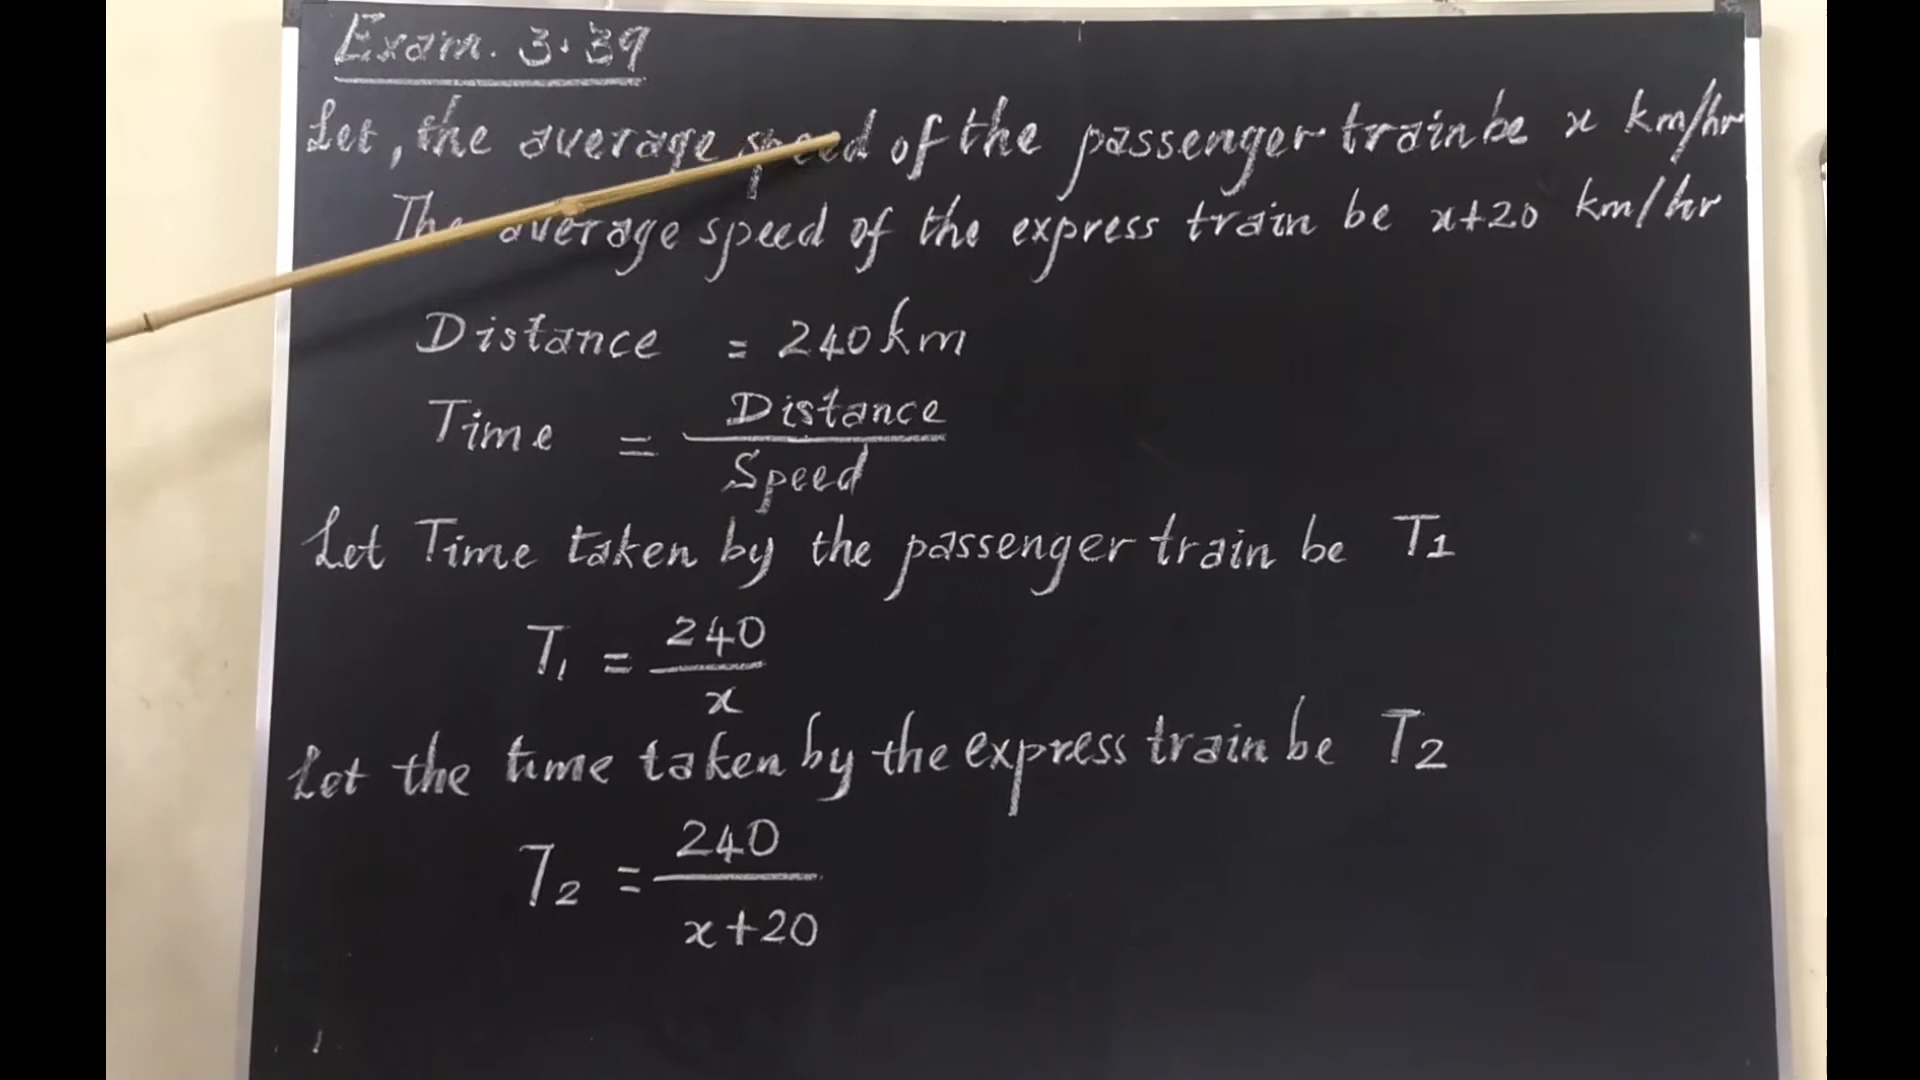 Exam. 3.39
Let, the average speed of the passenger train be x km/hr
The average speed of the express train be x+20 km/hr
Distance = 240 km
Time = Distance
Speed
Let Time taken by the passenger train be T1
T1 = 240
x
Let the time taken by the express train be T2
T2 = 240
x+20